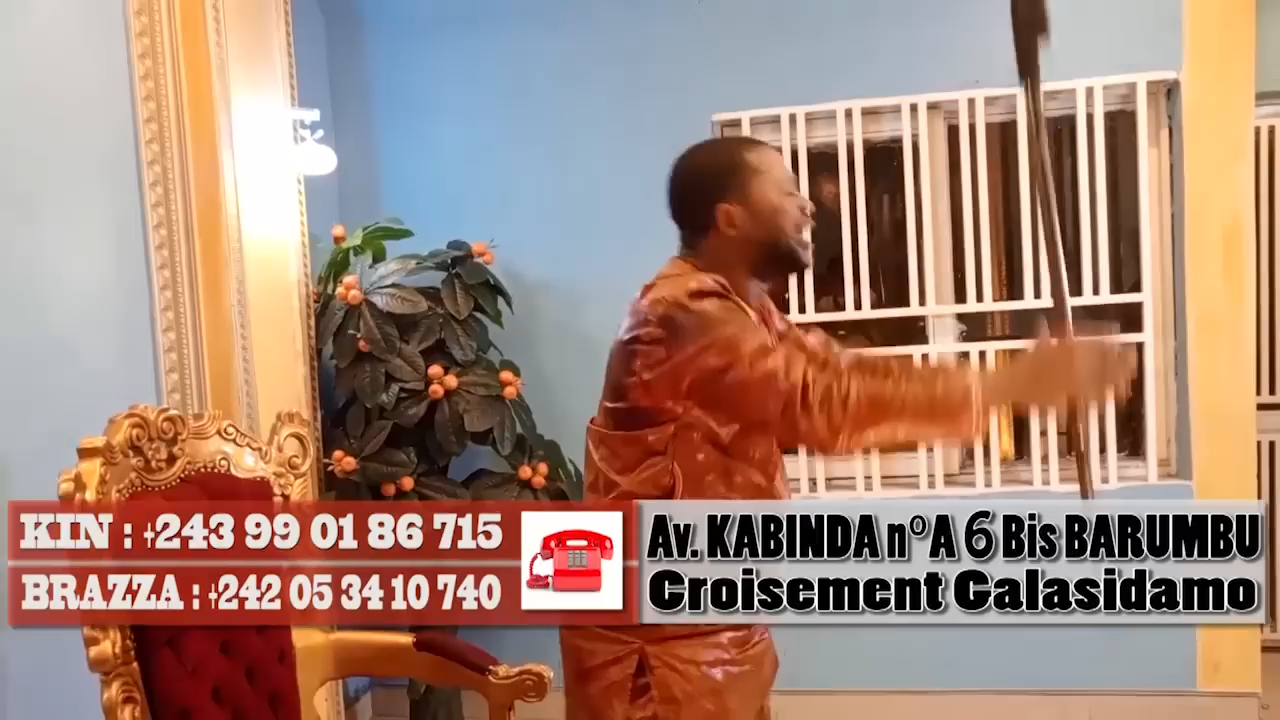 KIN : +243 99 01 86 715
BRAZZA : +242 05 34 10 740
Av. KABINDA n°A 6 Bis BARUMBU
Croisement Galasidamo